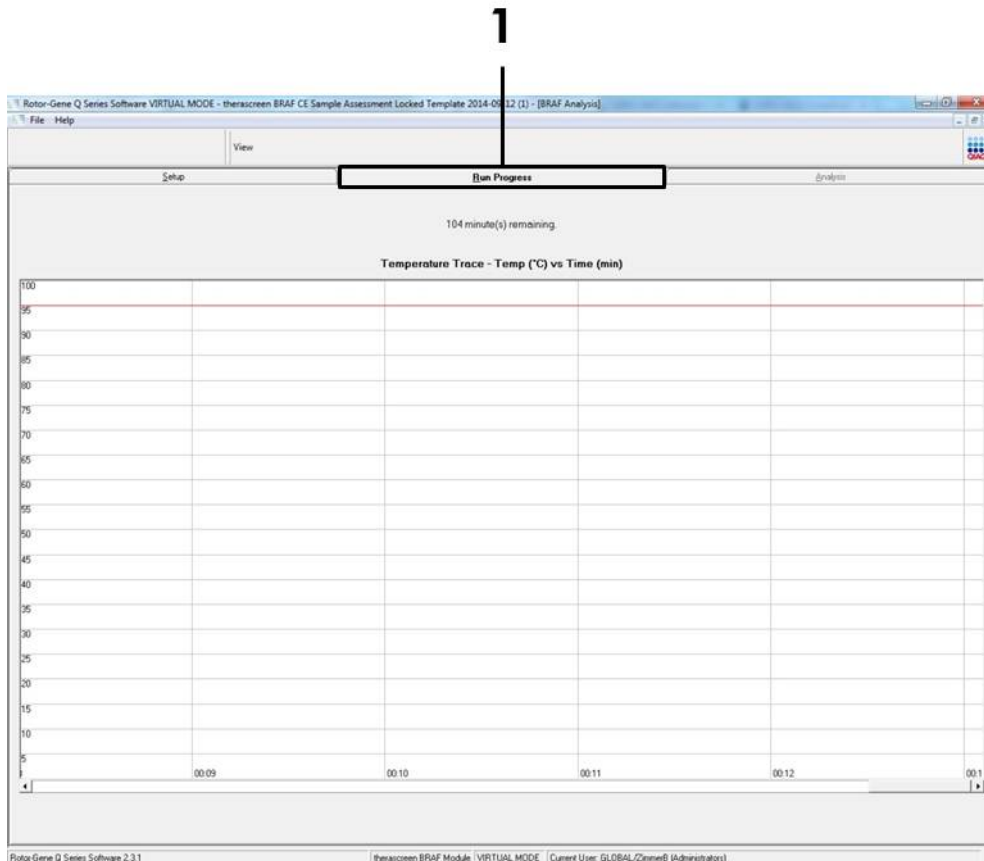 1
Rotor-Gene Q Series Software VIRTUAL MODE - therascreen BRAF CE Sample Assessment Locked Template 2014-09-12 (1) - [BRAF Analysis]
File Help
View
Setup Run Progress Analysis
104 minute(s) remaining.
Temperature Trace - Temp (°C) vs Time (min)
100
95
90
85
80
75
70
65
60
55
50
45
40
35
30
25
20
15
10
5
00:09 00:10 00:11 00:12 00:1
Rotor-Gene Q Series Software 2.3.1 therascreen BRAF Module VIRTUAL MODE Current User: GLOBAL/ZimmerB (Administrators)